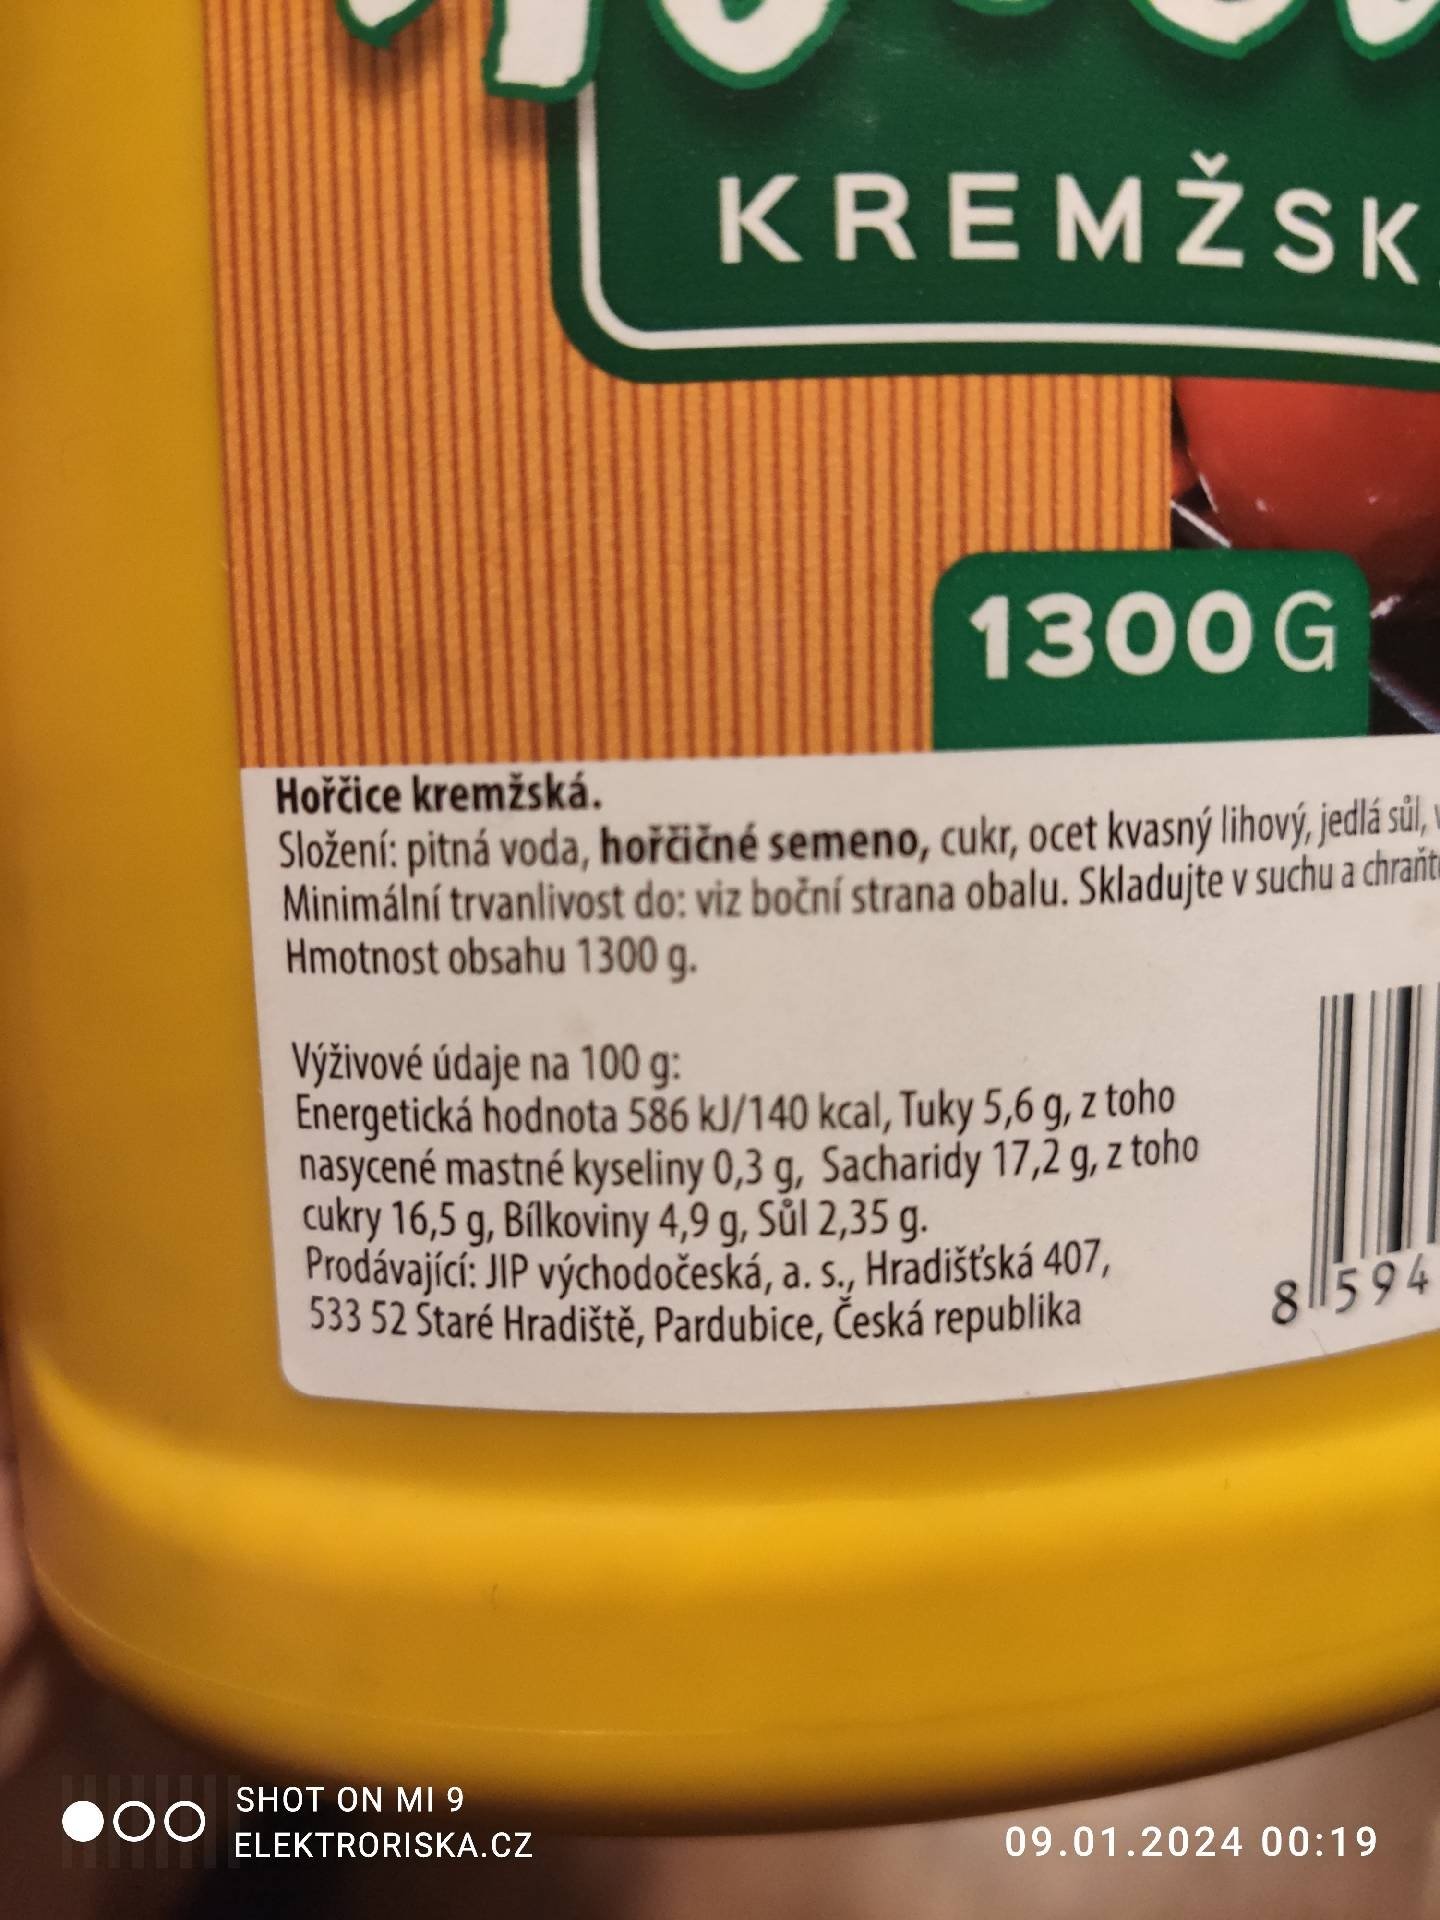 KREMŽSK
1300 G
Hořčice kremžská.
Složení: pitná voda, hořčičné semeno, cukr, ocet kvasný lihový, jedlá sůl,
Minimální trvanlivost do: viz boční strana obalu. Skladujte v suchu a chraňt
Hmotnost obsahu 1300 g.
Výživové údaje na 100 g:
Energetická hodnota 586 kJ/140 kcal, Tuky 5,6 g, z toho
nasycené mastné kyseliny 0,3 g, Sacharidy 17,2 g, z toho
cukry 16,5 g, Bílkoviny 4,9 g, Sůl 2,35 g.
Prodávající: JIP východočeská, a. s., Hradišťská 407,
533 52 Staré Hradiště, Pardubice, Česká republika
8 594
SHOT ON MI 9
ELEKTRORISKA.CZ
09.01.2024 00:19